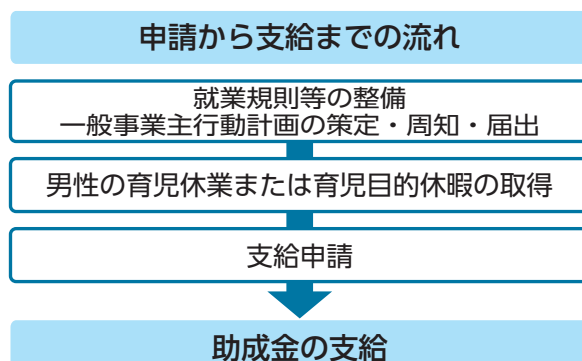 申請から支給までの流れ
就業規則等の整備
一般事業主行動計画の策定・周知・届出
男性の育児休業または育児目的休暇の取得
支給申請
助成金の支給